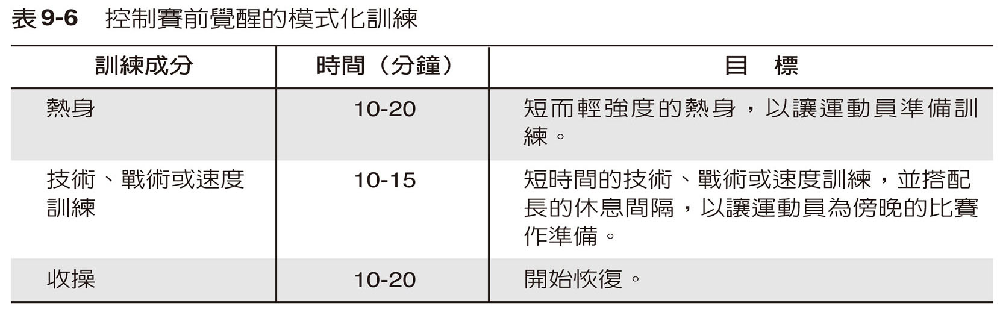 表9-6 控制賽前覺醒的模式化訓練
訓練成分 時間（分鐘） 目 標
熱身 10-20 短而輕強度的熱身，以讓運動員準備訓
練。
技術、戰術或速度 10-15 短時間的技術、戰術或速度訓練，並搭配
訓練 長的休息間隔，以讓運動員為傍晚的比賽
作準備。
收操 10-20 開始恢復。